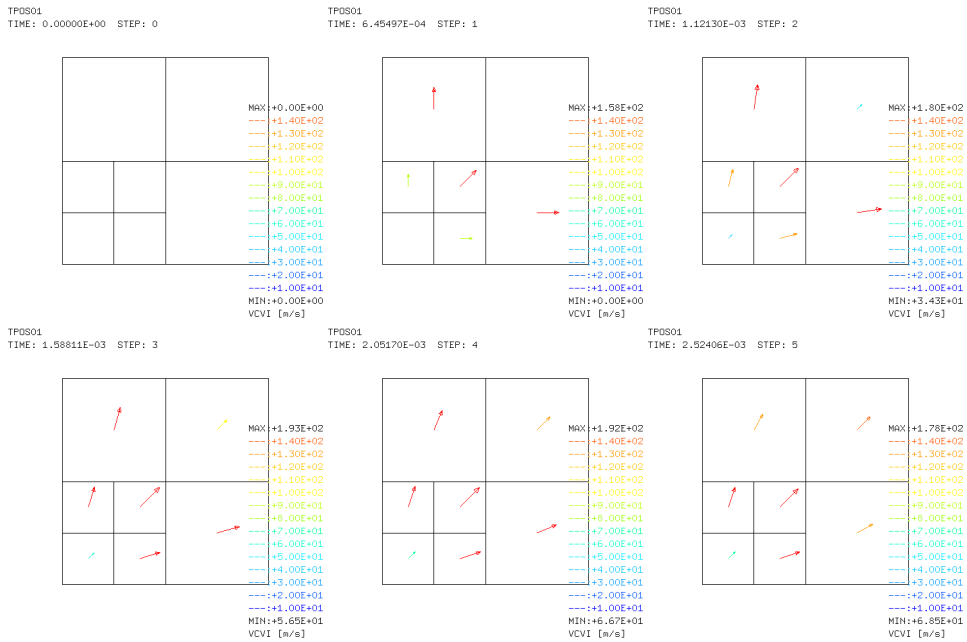 TPOS01
TIME: 0.00000E+00 STEP: 0
MAX:+0.00E+00
---:+1.40E+02
---:+1.30E+02
---:+1.20E+02
---:+1.10E+02
---:+1.00E+02
---:+9.00E+01
---:+8.00E+01
---:+7.00E+01
---:+6.00E+01
---:+5.00E+01
---:+4.00E+01
---:+3.00E+01
---:+2.00E+01
---:+1.00E+01
MIN:+0.00E+00
VCVI [m/s]
TPOS01
TIME: 6.45497E-04 STEP: 1
MAX:+1.58E+02
---:+1.40E+02
---:+1.30E+02
---:+1.20E+02
---:+1.10E+02
---:+1.00E+02
---:+9.00E+01
---:+8.00E+01
---:+7.00E+01
---:+6.00E+01
---:+5.00E+01
---:+4.00E+01
---:+3.00E+01
---:+2.00E+01
---:+1.00E+01
MIN:+0.00E+00
VCVI [m/s]
TPOS01
TIME: 1.12130E-03 STEP: 2
MAX:+1.80E+02
---:+1.40E+02
---:+1.30E+02
---:+1.20E+02
---:+1.10E+02
---:+1.00E+02
---:+9.00E+01
---:+8.00E+01
---:+7.00E+01
---:+6.00E+01
---:+5.00E+01
---:+4.00E+01
---:+3.00E+01
---:+2.00E+01
---:+1.00E+01
MIN:+3.43E+01
VCVI [m/s]
TPOS01
TIME: 1.58811E-03 STEP: 3
MAX:+1.93E+02
---:+1.40E+02
---:+1.30E+02
---:+1.20E+02
---:+1.10E+02
---:+1.00E+02
---:+9.00E+01
---:+8.00E+01
---:+7.00E+01
---:+6.00E+01
---:+5.00E+01
---:+4.00E+01
---:+3.00E+01
---:+2.00E+01
---:+1.00E+01
MIN:+5.65E+01
VCVI [m/s]
TPOS01
TIME: 2.05170E-03 STEP: 4
MAX:+1.92E+02
---:+1.40E+02
---:+1.30E+02
---:+1.20E+02
---:+1.10E+02
---:+1.00E+02
---:+9.00E+01
---:+8.00E+01
---:+7.00E+01
---:+6.00E+01
---:+5.00E+01
---:+4.00E+01
---:+3.00E+01
---:+2.00E+01
---:+1.00E+01
MIN:+6.67E+01
VCVI [m/s]
TPOS01
TIME: 2.52406E-03 STEP: 5
MAX:+1.78E+02
---:+1.40E+02
---:+1.30E+02
---:+1.20E+02
---:+1.10E+02
---:+1.00E+02
---:+9.00E+01
---:+8.00E+01
---:+7.00E+01
---:+6.00E+01
---:+5.00E+01
---:+4.00E+01
---:+3.00E+01
---:+2.00E+01
---:+1.00E+01
MIN:+6.85E+01
VCVI [m/s]